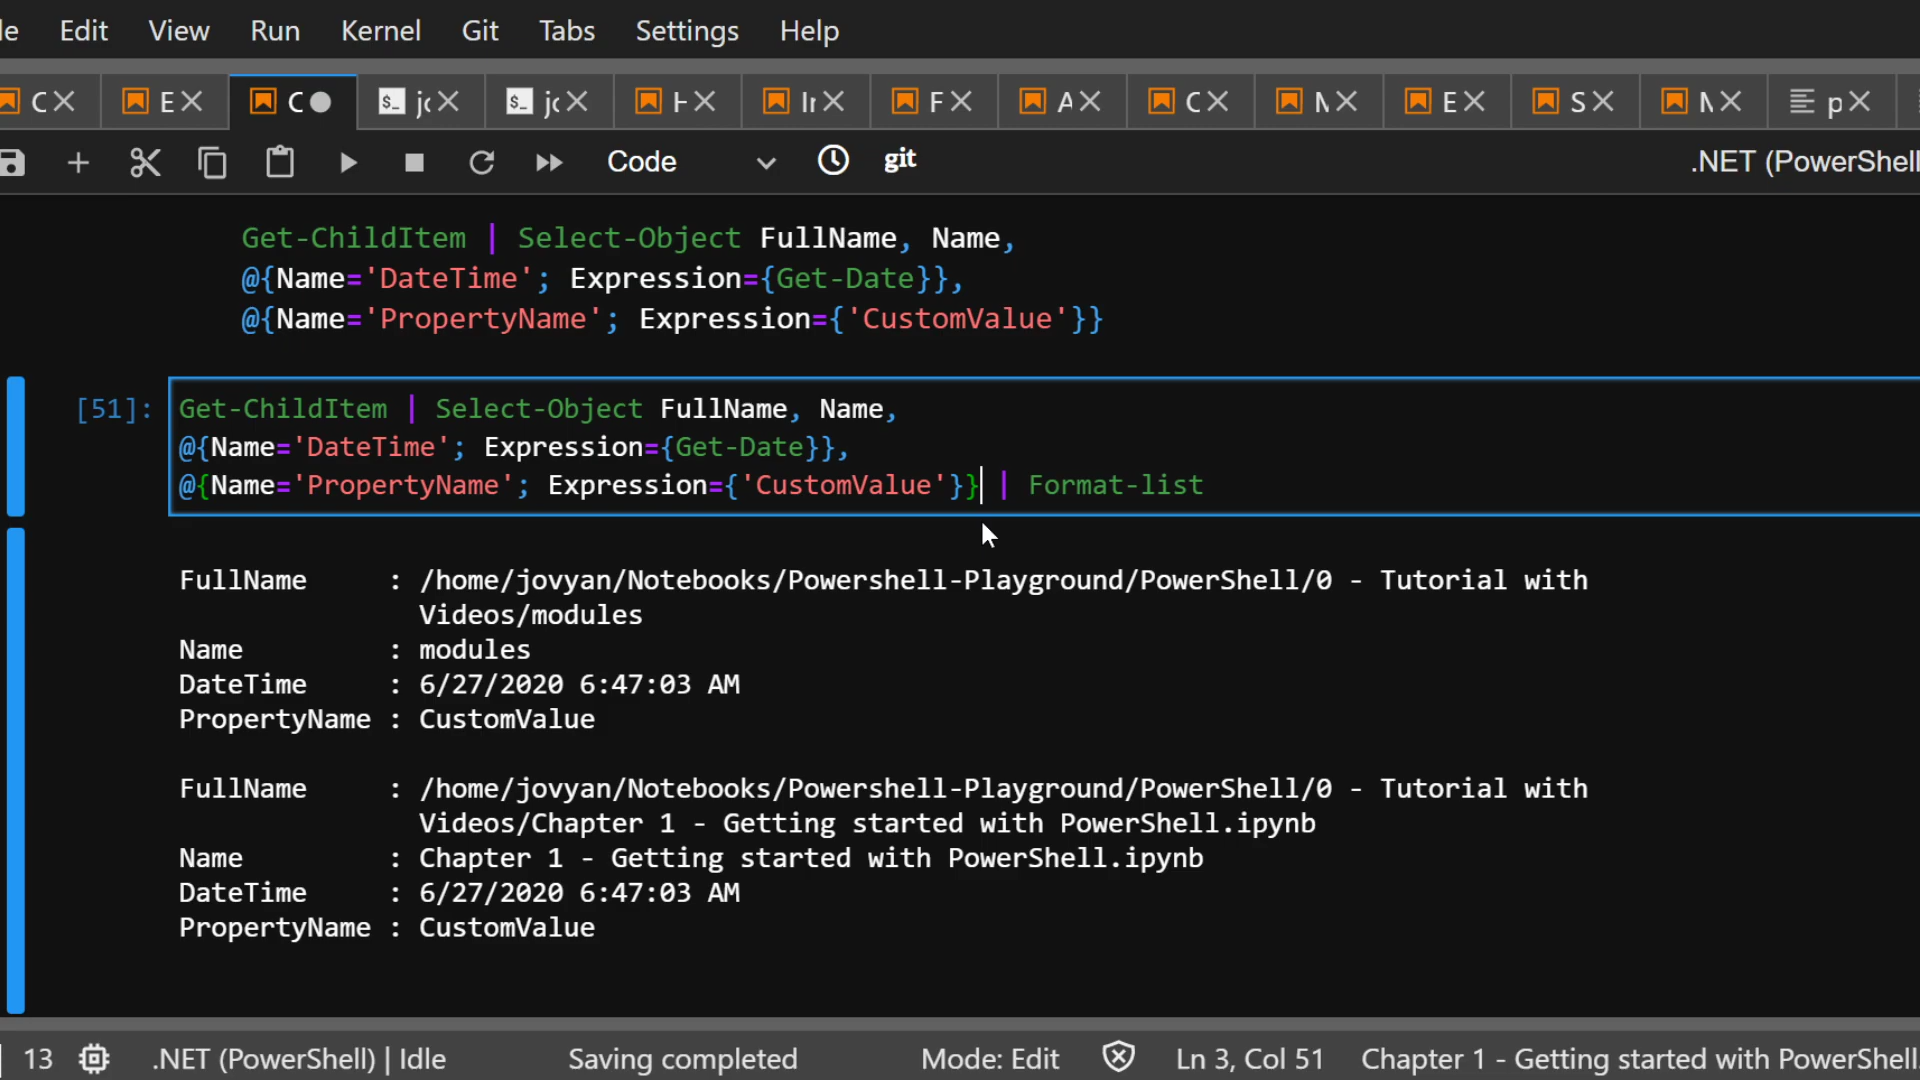 le Edit View Run Kernel Git Tabs Settings Help
C E C jc jc H Ir F A C N E S N p
Code git .NET (PowerShell
Get-ChildItem | Select-Object FullName, Name,
@{Name='DateTime'; Expression={Get-Date}},
@{Name='PropertyName'; Expression={'CustomValue'}}
[51]: Get-ChildItem | Select-Object FullName, Name,
@{Name='DateTime'; Expression={Get-Date}},
@{Name='PropertyName'; Expression={'CustomValue'}} | Format-list
FullName : /home/jovyan/Notebooks/Powershell-Playground/PowerShell/0 - Tutorial with
Videos/modules
Name : modules
DateTime : 6/27/2020 6:47:03 AM
PropertyName : CustomValue
FullName : /home/jovyan/Notebooks/Powershell-Playground/PowerShell/0 - Tutorial with
Videos/Chapter 1 - Getting started with PowerShell.ipynb
Name : Chapter 1 - Getting started with PowerShell.ipynb
DateTime : 6/27/2020 6:47:03 AM
PropertyName : CustomValue
13 .NET (PowerShell) | Idle Saving completed Mode: Edit Ln 3, Col 51 Chapter 1 - Getting started with PowerShell.